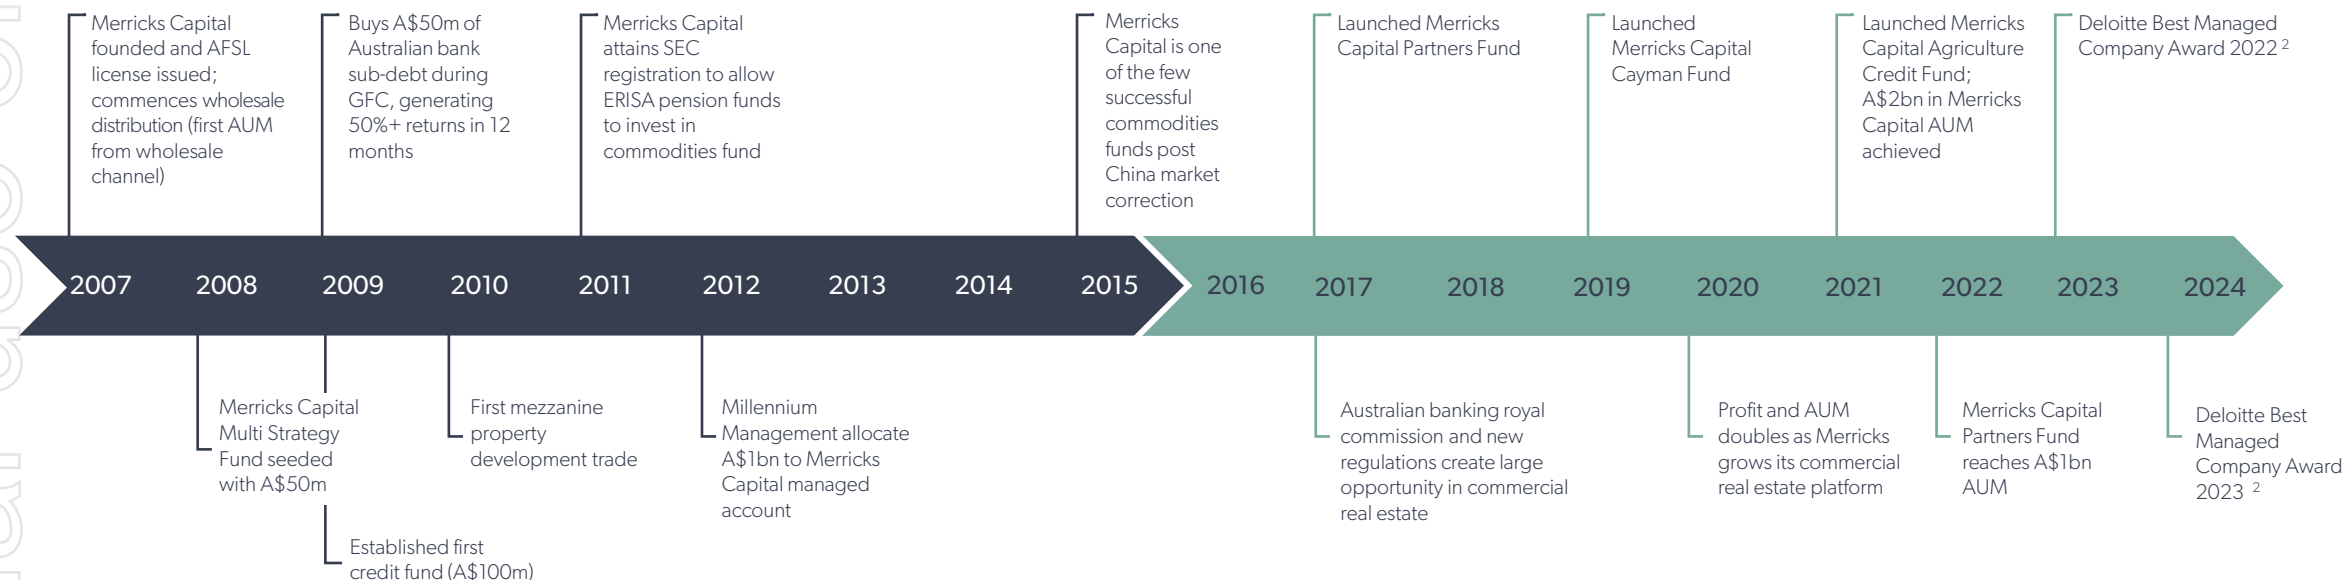 Merricks Capital
founded and AFSL
license issued;
commences wholesale
distribution (first AUM
from wholesale
channel)
Buys A$50m of
Australian bank
sub-debt during
GFC, generating
50%+ returns in 12
months
Merricks Capital
attains SEC
registration to allow
ERISA pension funds
to invest in
commodities fund
Merricks
Capital is one
of the few
successful
commodities
funds post
China market
correction
Launched Merricks
Capital Partners Fund
Launched
Merricks Capital
Cayman Fund
Launched Merricks
Capital Agriculture
Credit Fund;
A$2bn in Merricks
Capital AUM
achieved
Deloitte Best Managed
Company Award 2022 2
2007 2008 2009 2010 2011 2012 2013 2014 2015 2016 2017 2018 2019 2020 2021 2022 2023 2024
Merricks Capital
Multi Strategy
Fund seeded
with A$50m
Established first
credit fund (A$100m)
First mezzanine
property
development trade
Millennium
Management allocate
A$1bn to Merricks
Capital managed
account
Australian banking royal
commission and new
regulations create large
opportunity in commercial
real estate
Profit and AUM
doubles as Merricks
grows its commercial
real estate platform
Merricks Capital
Partners Fund
reaches A$1bn
AUM
Deloitte Best
Managed
Company Award
2023 2